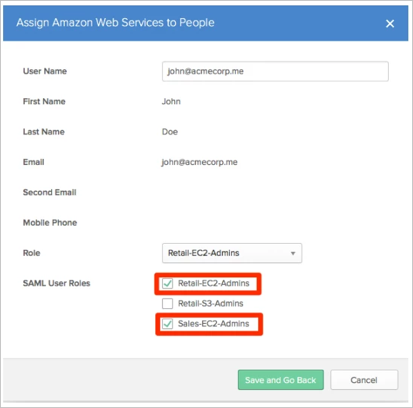 Assign Amazon Web Services to People
User Name john@acmecorp.me
First Name John
Last Name Doe
Email john@acmecorp.me
Second Email
Mobile Phone
Role Retail-EC2-Admins
SAML User Roles Retail-EC2-Admins
Retail-S3-Admins
Sales-EC2-Admins
Save and Go Back Cancel